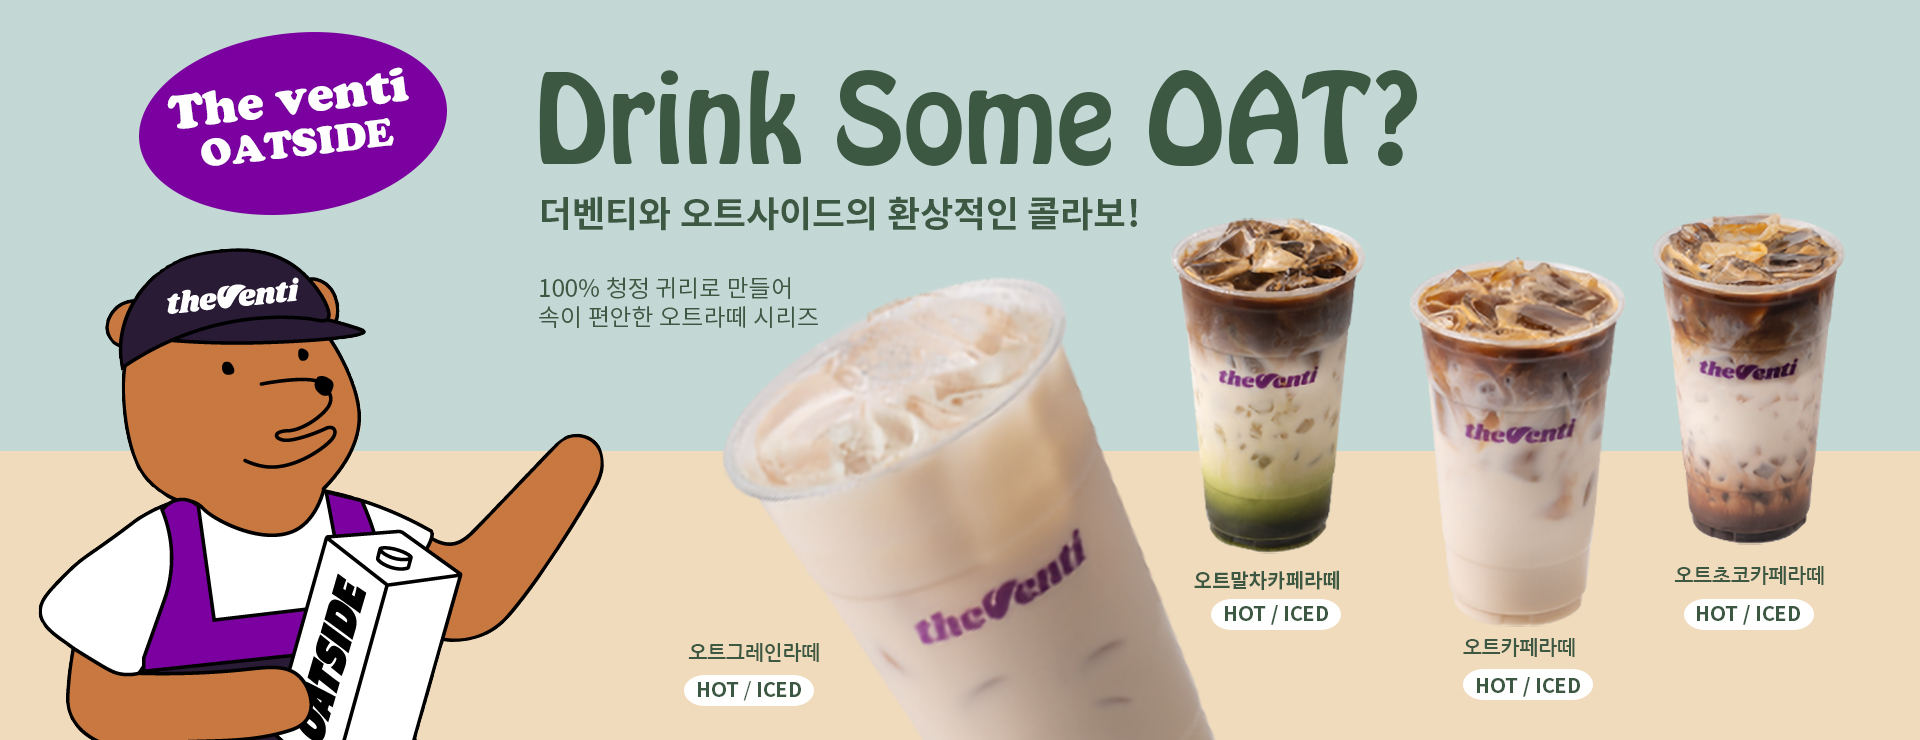 The venti
OATSIDE
Drink Some OAT?
더벤티와 오트사이드의 환상적인 콜라보!
100% 청정 귀리로 만들어
속이 편안한 오트라떼 시리즈
theVenti
OATSIDE
theVenti
오트그레인라떼
HOT / ICED
theVenti
오트말차카페라떼
HOT / ICED
theVenti
오트카페라떼
HOT / ICED
theVenti
오트초코카페라떼
HOT / ICED